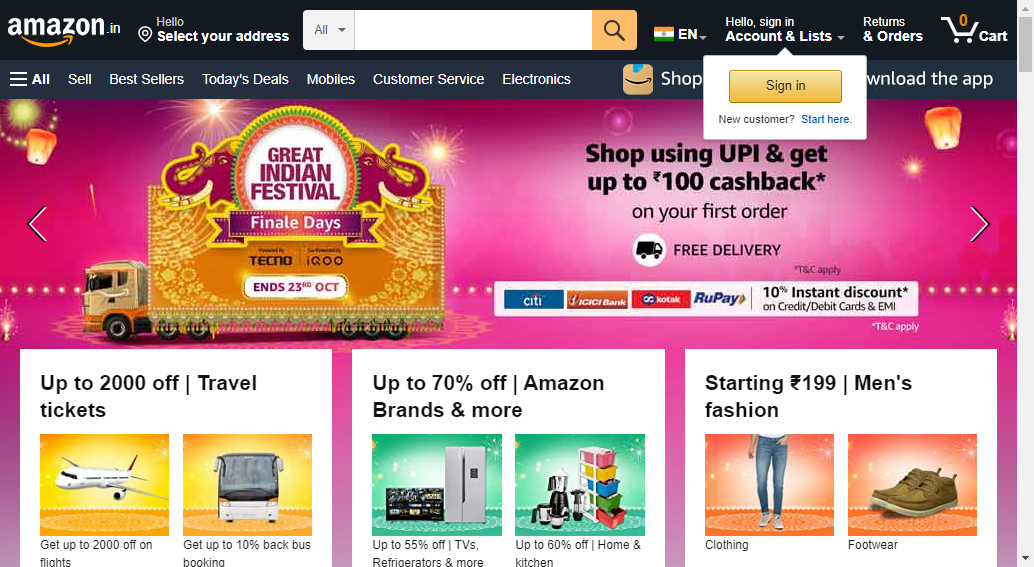 amazon.in
Hello
Select your address
All
EN
Hello, sign in
Account & Lists
Returns
& Orders
0
Cart
All
Sell
Best Sellers
Today's Deals
Mobiles
Customer Service
Electronics
Shop
wnload the app
Sign in
New customer? Start here.
GREAT
INDIAN
FESTIVAL
Finale Days
Powered by
TECNO
Co-Powered by
iQOO
ENDS 23RD OCT
Shop using UPI & get
up to ₹100 cashback*
on your first order
FREE DELIVERY
*T&C apply
citi
ICICI Bank
kotak
RuPay
10% Instant discount*
on Credit/Debit Cards & EMI
*T&C apply
Up to 2000 off | Travel
tickets
Get up to 2000 off on
flights
Get up to 10% back bus
booking
Up to 70% off | Amazon
Brands & more
Up to 55% off | TVs,
Refrigerators & more
Up to 60% off | Home &
kitchen
Starting ₹199 | Men's
fashion
Clothing
Footwear